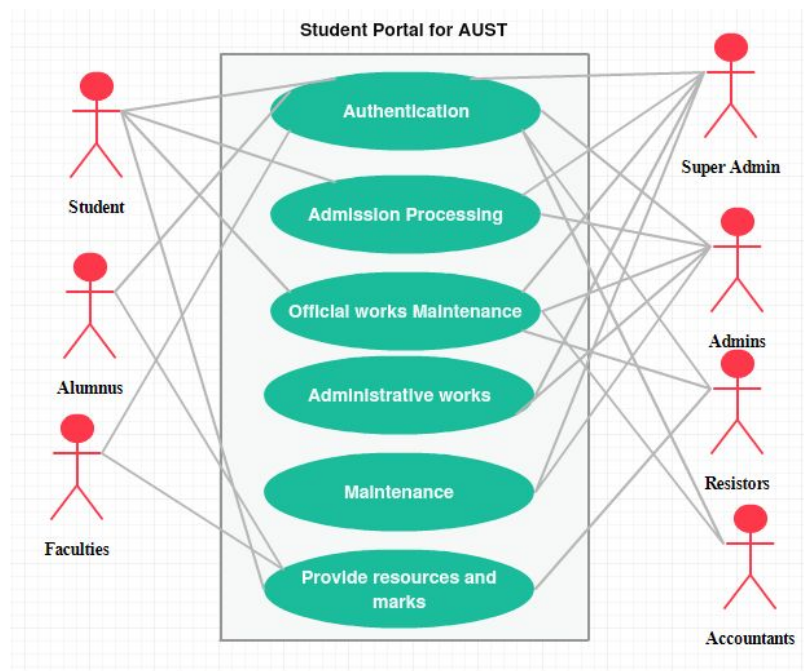 Student Portal for AUST
Authentication
Admission Processing
Official works Maintenance
Administrative works
Maintenance
Provide resources and
marks
Student
Alumnus
Faculties
Super Admin
Admins
Resistors
Accountants